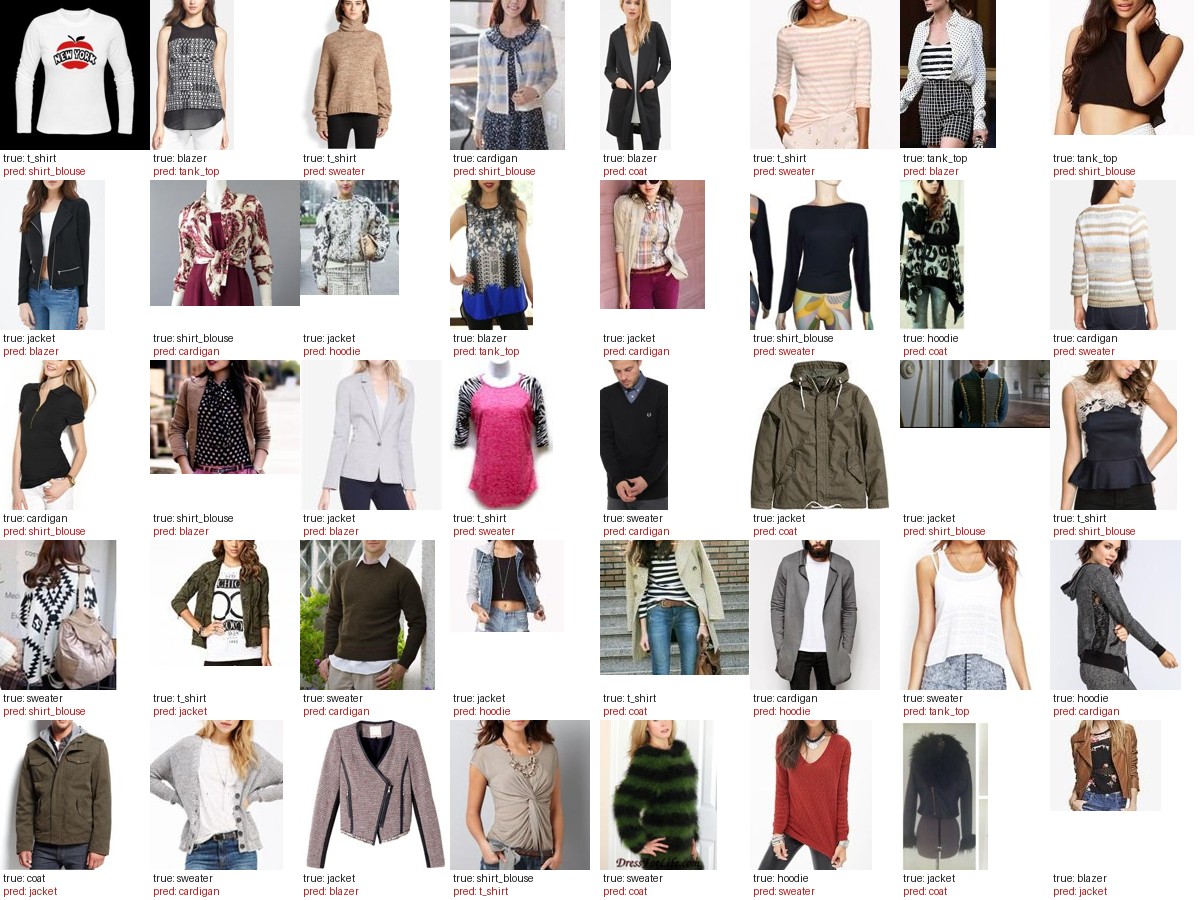 NEW YORK
true: t_shirt
pred: shirt_blouse
true: blazer
pred: tank_top
true: t_shirt
pred: sweater
true: cardigan
pred: shirt_blouse
true: blazer
pred: coat
true: t_shirt
pred: sweater
true: tank_top
pred: blazer
true: tank_top
pred: shirt_blouse
true: jacket
pred: blazer
true: shirt_blouse
pred: cardigan
true: jacket
pred: hoodie
true: blazer
pred: tank_top
true: jacket
pred: cardigan
true: shirt_blouse
pred: sweater
true: hoodie
pred: coat
true: cardigan
pred: sweater
true: cardigan
pred: shirt_blouse
true: shirt_blouse
pred: blazer
true: jacket
pred: blazer
true: t_shirt
pred: sweater
true: sweater
pred: cardigan
true: jacket
pred: coat
true: jacket
pred: shirt_blouse
true: t_shirt
pred: shirt_blouse
true: sweater
pred: shirt_blouse
CHIC
true: t_shirt
pred: jacket
true: sweater
pred: cardigan
true: jacket
pred: hoodie
true: t_shirt
pred: coat
true: cardigan
pred: hoodie
true: sweater
pred: tank_top
true: hoodie
pred: cardigan
true: coat
pred: jacket
true: sweater
pred: cardigan
true: jacket
pred: blazer
true: shirt_blouse
pred: t_shirt
true: sweater
pred: coat
true: hoodie
pred: sweater
true: jacket
pred: coat
true: blazer
pred: jacket